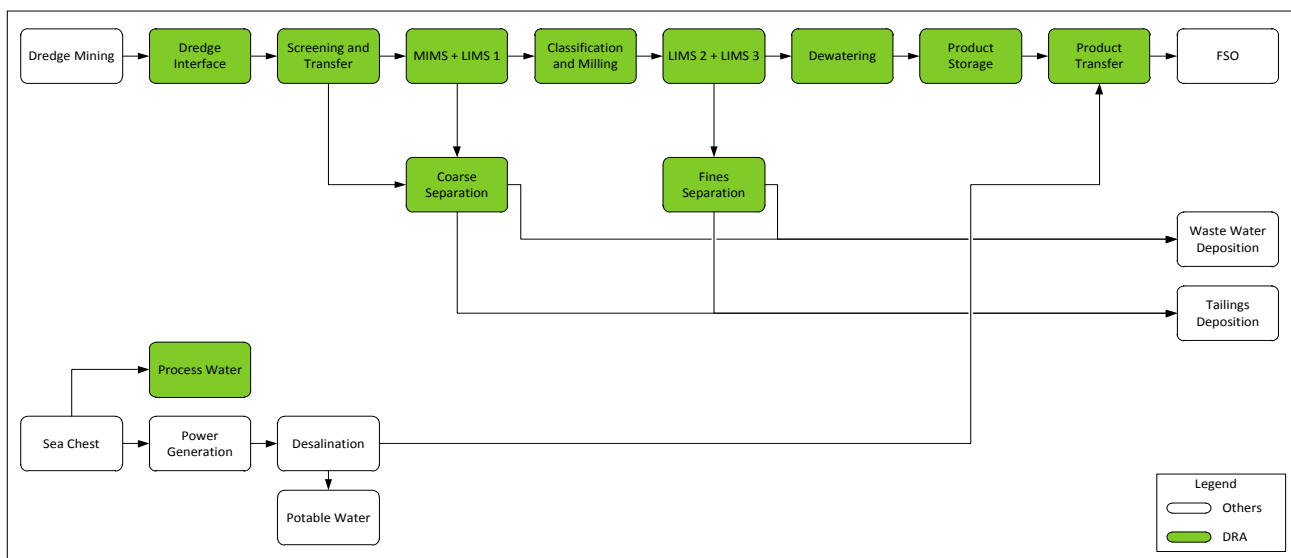 Dredge Mining
Dredge
Interface
Screening and
Transfer
MIMS + LIMS 1
Classification
and Milling
LIMS 2 + LIMS 3
Dewatering
Product
Storage
Product
Transfer
FSO
Coarse
Separation
Fines
Separation
Waste Water
Deposition
Tailings
Deposition
Process Water
Sea Chest
Power
Generation
Desalination
Potable Water
Legend
Others
DRA